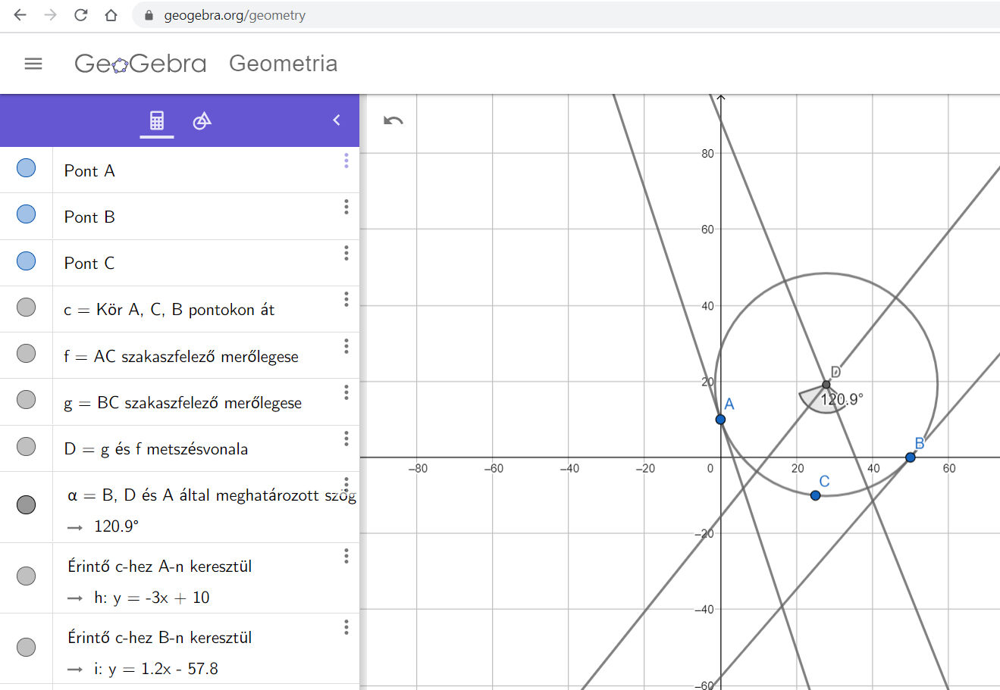 geogebra.org/geometry
GeoGebra Geometria
Pont A
Pont B
Pont C
c = Kör A, C, B pontokon át
f = AC szakaszfelező merőlegese
g = BC szakaszfelező merőlegese
D = g és f metszésvonala
α = B, D és A által meghatározott szög
→ 120.9°
Érintő c-hez A-n keresztül
→ h: y = -3x + 10
Érintő c-hez B-n keresztül
→ i: y = 1.2x - 57.8
80
60
40
20
D
120.9°
A
B
−80 −60 −40 −20 0 20 40 60
C
−20
−40
−60